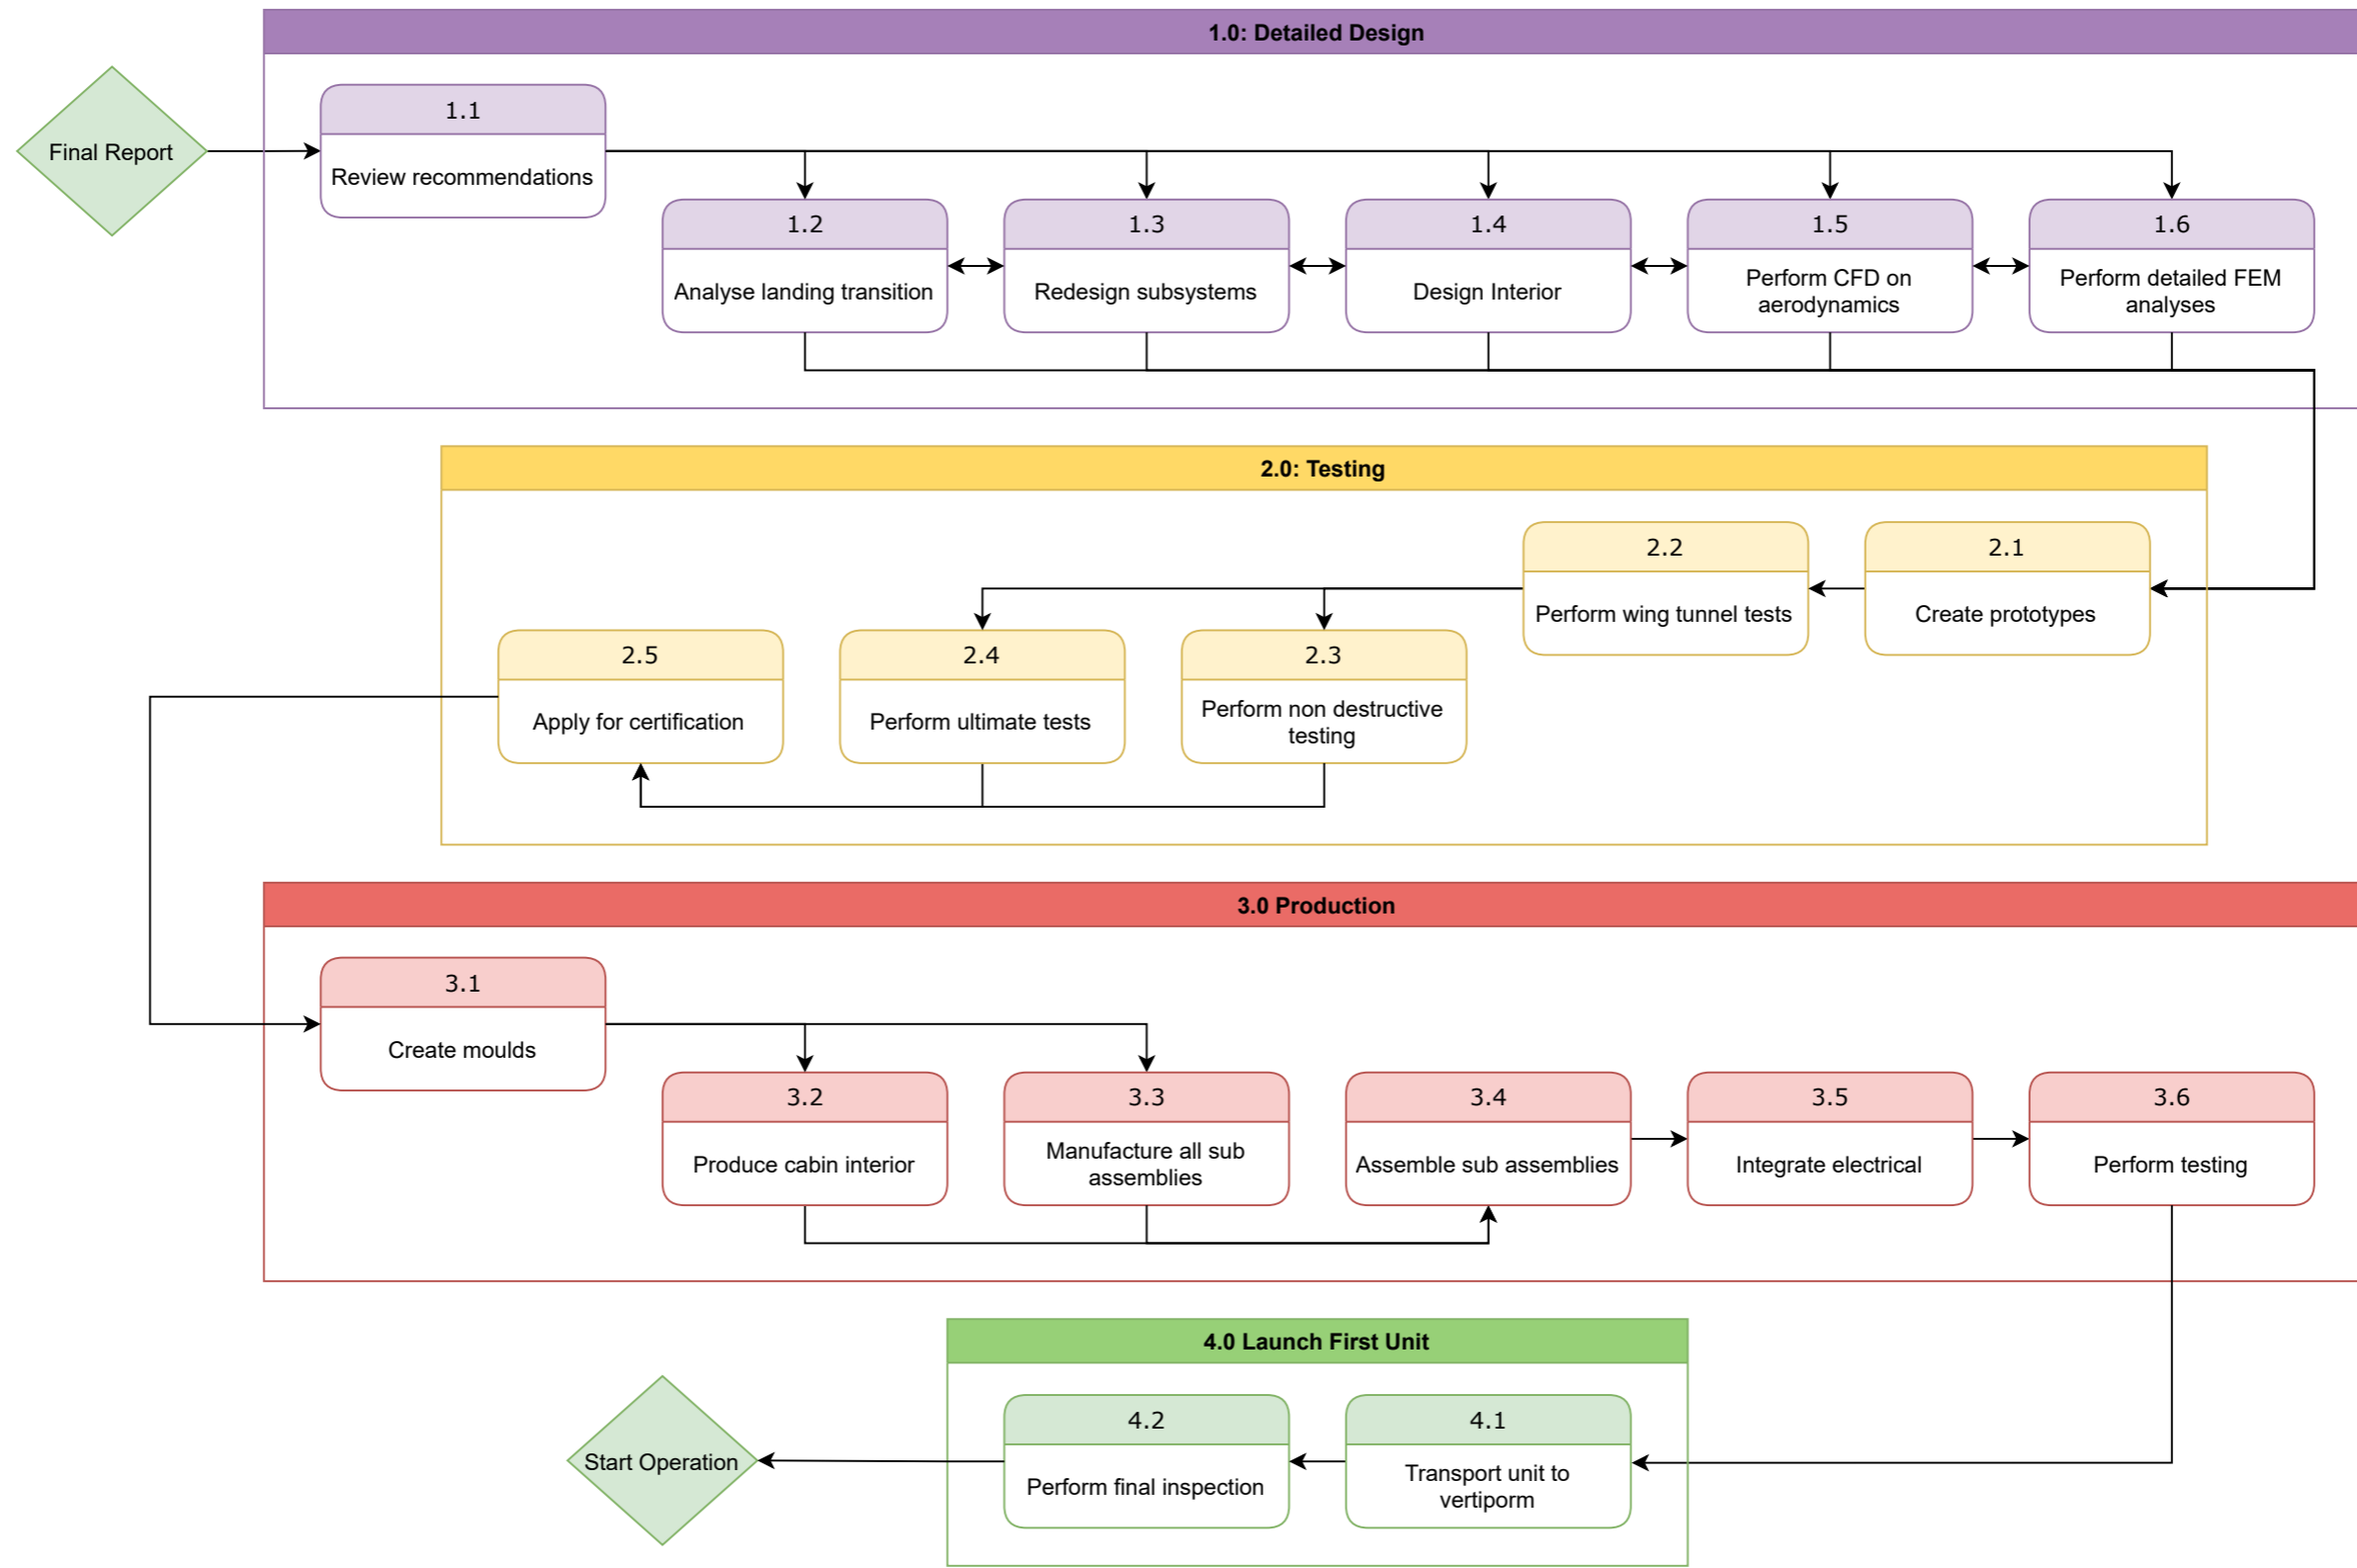 1.0: Detailed Design
Final Report
1.1
Review recommendations
1.2
Analyse landing transition
1.3
Redesign subsystems
1.4
Design Interior
1.5
Perform CFD on
aerodynamics
1.6
Perform detailed FEM
analyses
2.0: Testing
2.2
Perform wing tunnel tests
2.1
Create prototypes
2.5
Apply for certification
2.4
Perform ultimate tests
2.3
Perform non destructive
testing
3.0 Production
3.1
Create moulds
3.2
Produce cabin interior
3.3
Manufacture all sub
assemblies
3.4
Assemble sub assemblies
3.5
Integrate electrical
3.6
Perform testing
4.0 Launch First Unit
Start Operation
4.2
Perform final inspection
4.1
Transport unit to
vertiporm